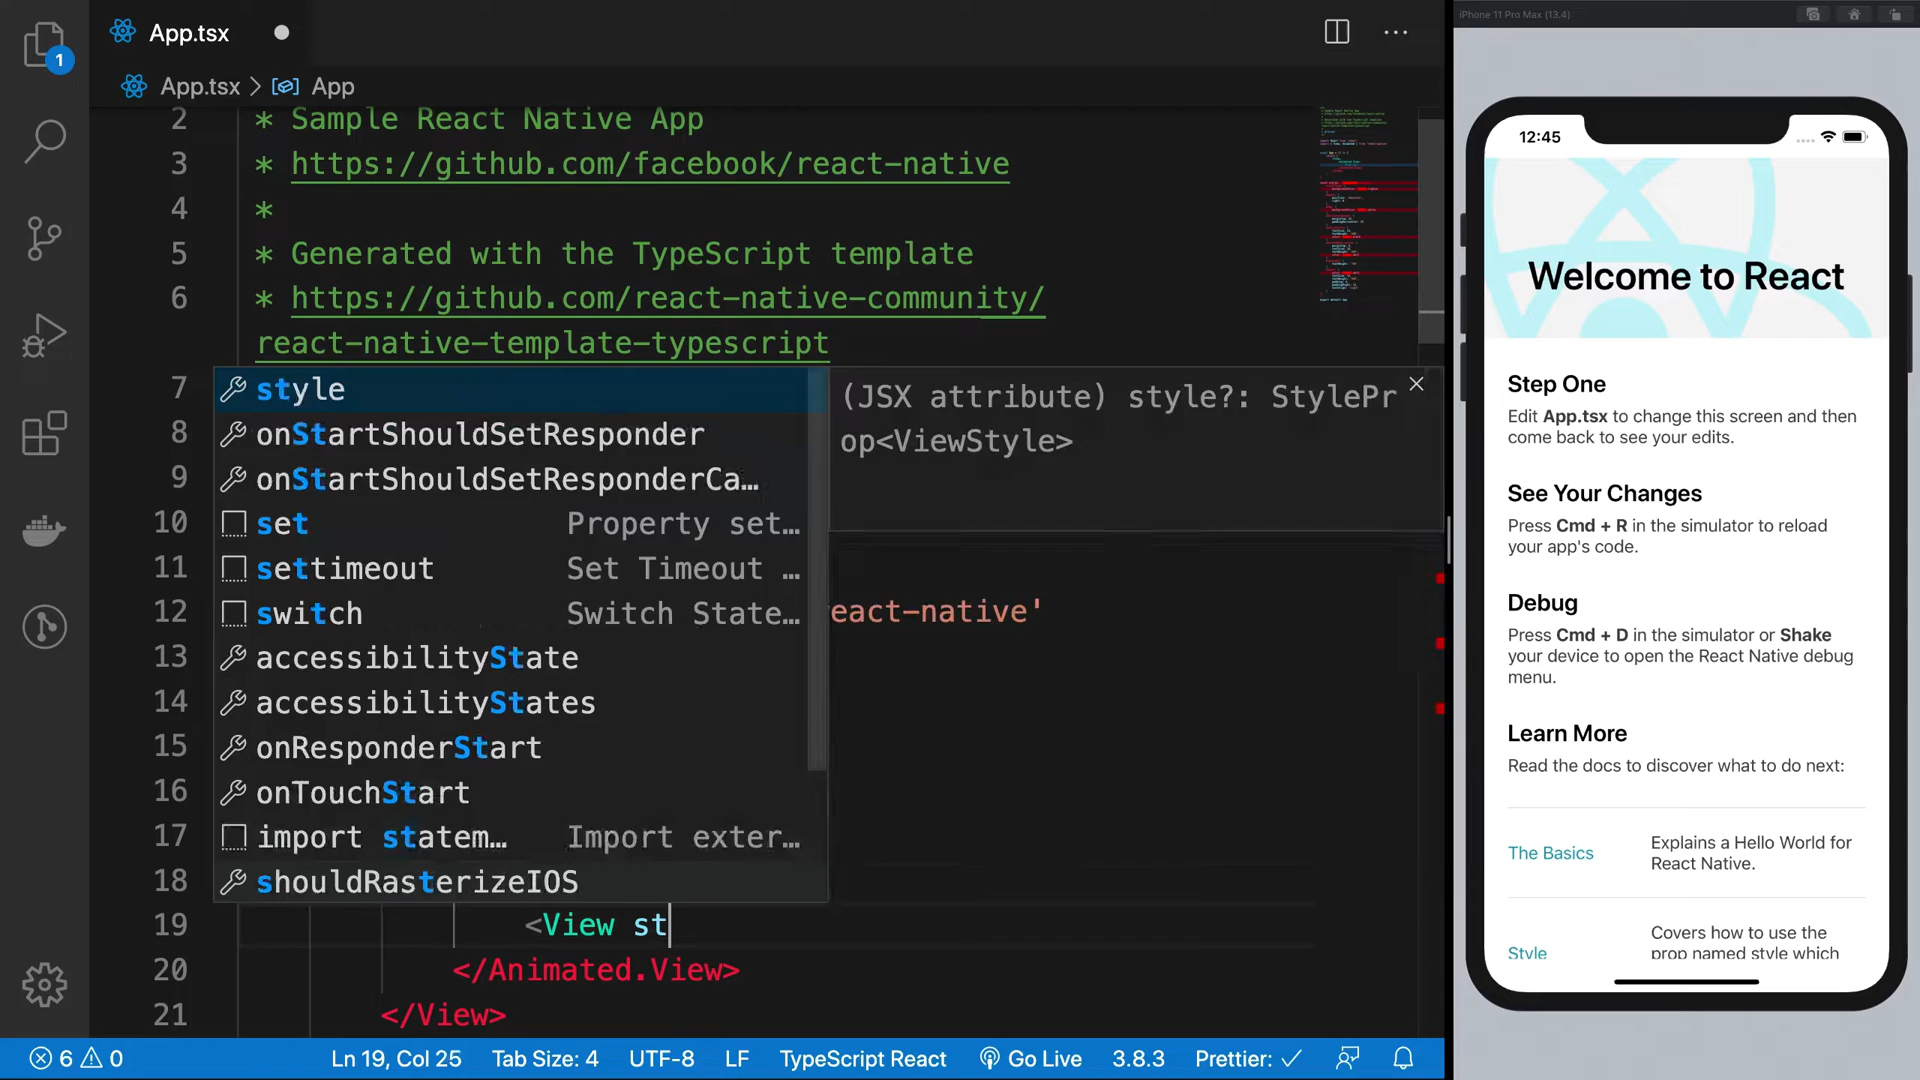 App.tsx
App.tsx > App
1
2 * Sample React Native App
3 * https://github.com/facebook/react-native
4 *
5 * Generated with the TypeScript template
6 * https://github.com/react-native-community/
react-native-template-typescript
7
8
9
10
11
12 react-native'
13
14
15
16
17
18
19 <View st
20 </Animated.View>
21 </View>
style
onStartShouldSetResponder
onStartShouldSetResponderCa…
set Property set…
settimeout Set Timeout …
switch Switch State…
accessibilityState
accessibilityStates
onResponderStart
onTouchStart
import statem… Import exter…
shouldRasterizeIOS
(JSX attribute) style?: StylePr
op<ViewStyle>
6 0 Ln 19, Col 25 Tab Size: 4 UTF-8 LF TypeScript React Go Live 3.8.3 Prettier: ✓
iPhone 11 Pro Max (13.4)
12:45
Welcome to React
Step One
Edit App.tsx to change this screen and then
come back to see your edits.
See Your Changes
Press Cmd + R in the simulator to reload
your app's code.
Debug
Press Cmd + D in the simulator or Shake
your device to open the React Native debug
menu.
Learn More
Read the docs to discover what to do next:
The Basics
Explains a Hello World for
React Native.
Style
Covers how to use the
prop named style which